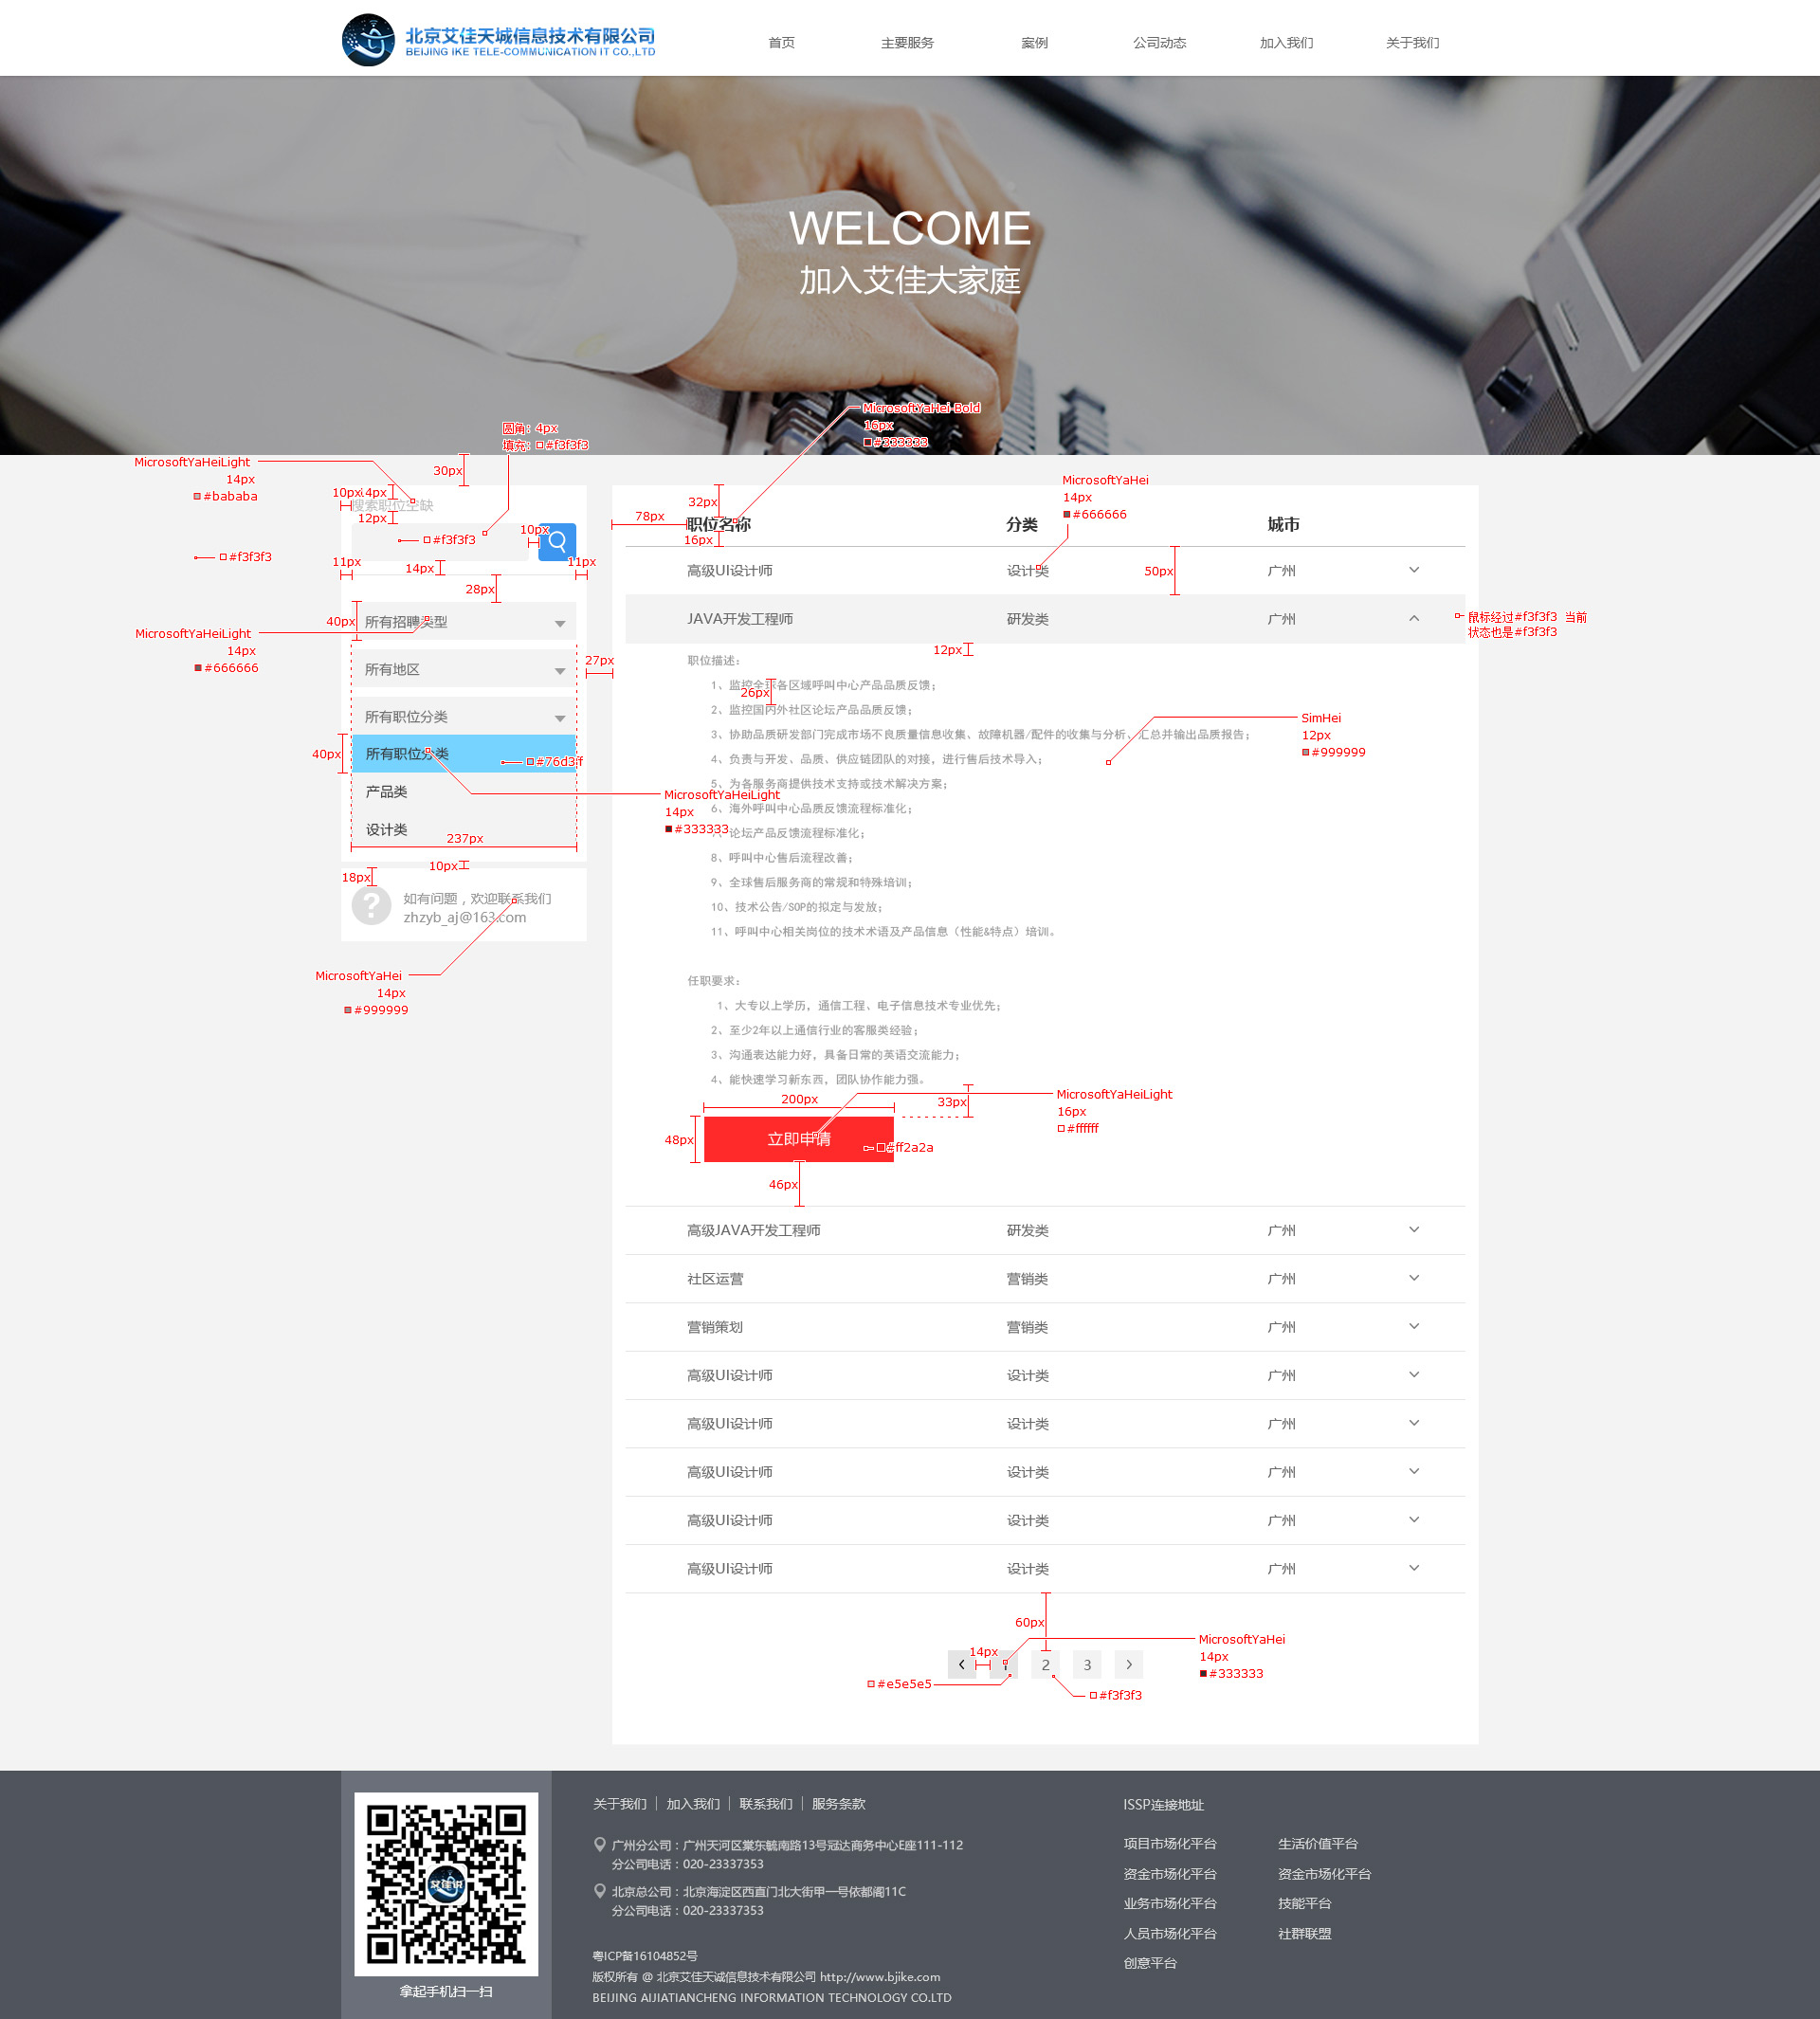 北京艾佳天诚信息技术有限公司
BEIJING IKE TELE-COMMUNICATION IT CO.,LTD
首页 主要服务 案例 公司动态 加入我们 关于我们
WELCOME
加入艾佳大家庭
MicrosoftYaHei-Bold
16px
#333333
圆角: 4px
填充: #f3f3f3
MicrosoftYaHeiLight
14px
#bababa
30px
10px
14px
搜索职位空缺
12px
#f3f3f3
10px
#f3f3f3
11px
14px
11px
28px
40px
所有招聘类型
MicrosoftYaHeiLight
14px
#666666
所有地区
27px
所有职位分类
40px
所有职位分类
#76d3ff
产品类
设计类
237px
MicrosoftYaHeiLight
14px
#333333
10px
18px
如有问题，欢迎联系我们
zhzyb_aj@163.com
MicrosoftYaHei
14px
#999999
MicrosoftYaHei
14px
#666666
32px
78px
16px
职位名称 分类 城市
50px
高级UI设计师 设计类 广州
JAVA开发工程师 研发类 广州
鼠标经过#f3f3f3 当前
状态也是#f3f3f3
12px
职位描述：
26px
1、监控全球各区域呼叫中心产品品质反馈；
2、监控国内外社区论坛产品品质反馈；
3、协助品质研发部门完成市场不良质量信息收集、故障机器/配件的收集与分析、汇总并输出品质报告；
4、负责与开发、品质、供应链团队的对接，进行售后技术导入；
5、为各服务商提供技术支持或技术解决方案；
6、海外呼叫中心品质反馈流程标准化；
7、论坛产品反馈流程标准化；
8、呼叫中心售后流程改善；
9、全球售后服务商的常规和特殊培训；
10、技术公告/SOP的拟定与发放；
11、呼叫中心相关岗位的技术术语及产品信息（性能&特点）培训。
SimHei
12px
#999999
任职要求：
1、大专以上学历，通信工程、电子信息技术专业优先；
2、至少2年以上通信行业的客服类经验；
3、沟通表达能力好，具备日常的英语交流能力；
4、能快速学习新东西，团队协作能力强。
200px
33px
MicrosoftYaHeiLight
16px
#ffffff
48px
立即申请
#ff2a2a
46px
高级JAVA开发工程师 研发类 广州
社区运营 营销类 广州
营销策划 营销类 广州
高级UI设计师 设计类 广州
高级UI设计师 设计类 广州
高级UI设计师 设计类 广州
高级UI设计师 设计类 广州
高级UI设计师 设计类 广州
60px
14px
1 2 3
MicrosoftYaHei
14px
#333333
#e5e5e5
#f3f3f3
艾佳说
拿起手机扫一扫
关于我们 | 加入我们 | 联系我们 | 服务条款
广州分公司：广州天河区棠东毓南路13号冠达商务中心E座111-112
分公司电话：020-23337353
北京总公司：北京海淀区西直门北大街甲一号依都阁11C
分公司电话：020-23337353
粤ICP备16104852号
版权所有 @ 北京艾佳天诚信息技术有限公司 http://www.bjike.com
BEIJING AIJIATIANCHENG INFORMATION TECHNOLOGY CO.LTD
ISSP连接地址
项目市场化平台 生活价值平台
资金市场化平台 资金市场化平台
业务市场化平台 技能平台
人员市场化平台 社群联盟
创意平台